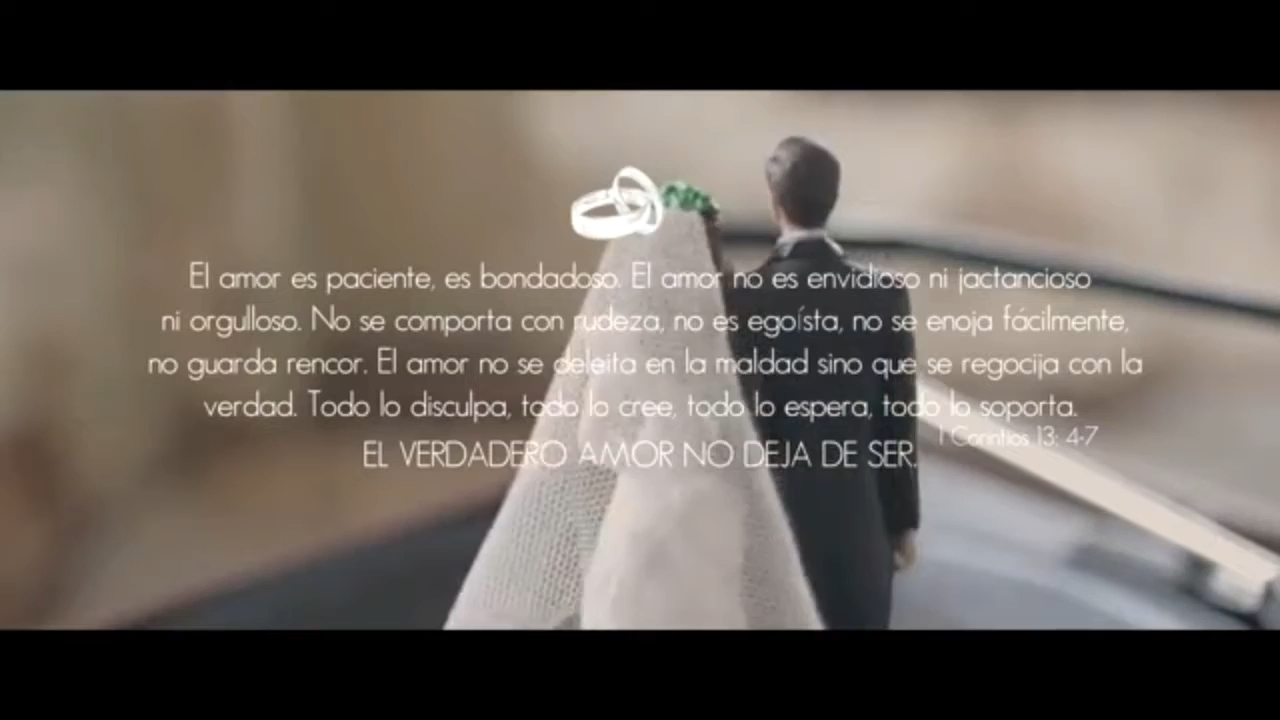 El amor es paciente, es bondadoso. El amor no es envidioso ni jactancioso
ni orgulloso. No se comporta con rudeza, no es egoísta, no se enoja fácilmente,
no guarda rencor. El amor no se deleita en la maldad sino que se regocija con la
verdad. Todo lo disculpa, todo lo cree, todo lo espera, todo lo soporta.
1 Corintios 13: 4-7
EL VERDADERO AMOR NO DEJA DE SER.